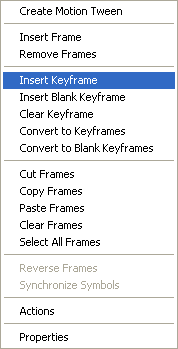 Create Motion Tween
Insert Frame
Remove Frames
Insert Keyframe
Insert Blank Keyframe
Clear Keyframe
Convert to Keyframes
Convert to Blank Keyframes
Cut Frames
Copy Frames
Paste Frames
Clear Frames
Select All Frames
Reverse Frames
Synchronize Symbols
Actions
Properties